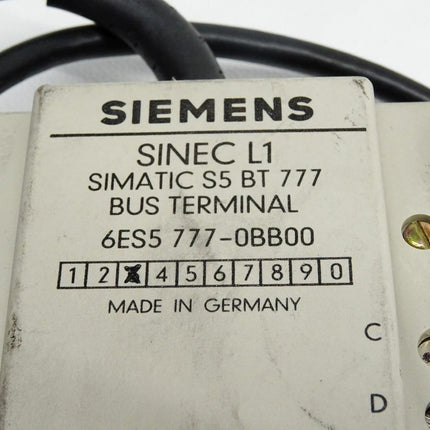 SIEMENS
SINEC L1
SIMATIC S5 BT 777
BUS TERMINAL
6ES5 777-0BB00
1 2 3 4 5 6 7 8 9 0
MADE IN GERMANY
C
D